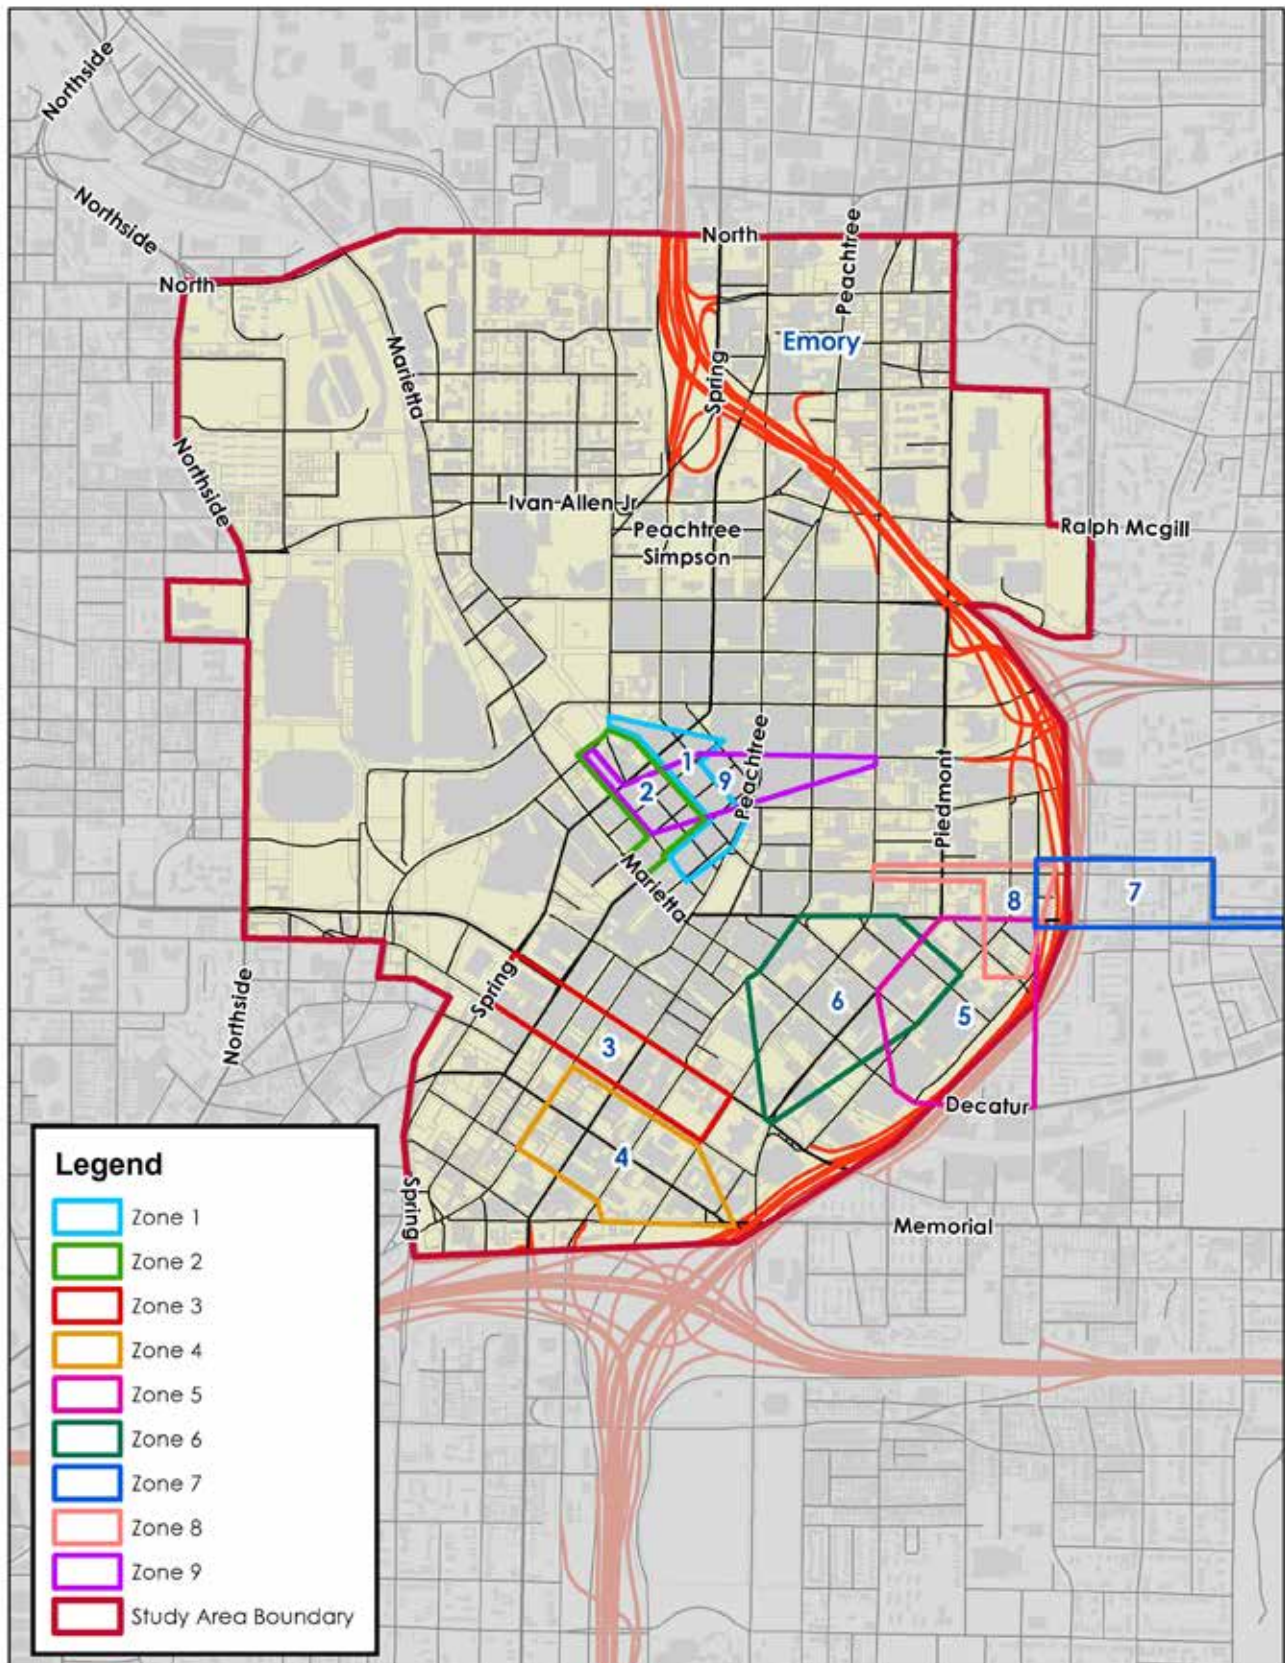 Northside
Northside
North
Peachtree
North
Emory
Marietta
Spring
Northside
Ivan Allen Jr
Peachtree
Ralph Mcgill
Simpson
Peachtree
1
9
2
Piedmont
Marietta
8
7
Spring
Northside
6
5
3
Decatur
4
Spring
Memorial
Legend
Zone 1
Zone 2
Zone 3
Zone 4
Zone 5
Zone 6
Zone 7
Zone 8
Zone 9
Study Area Boundary